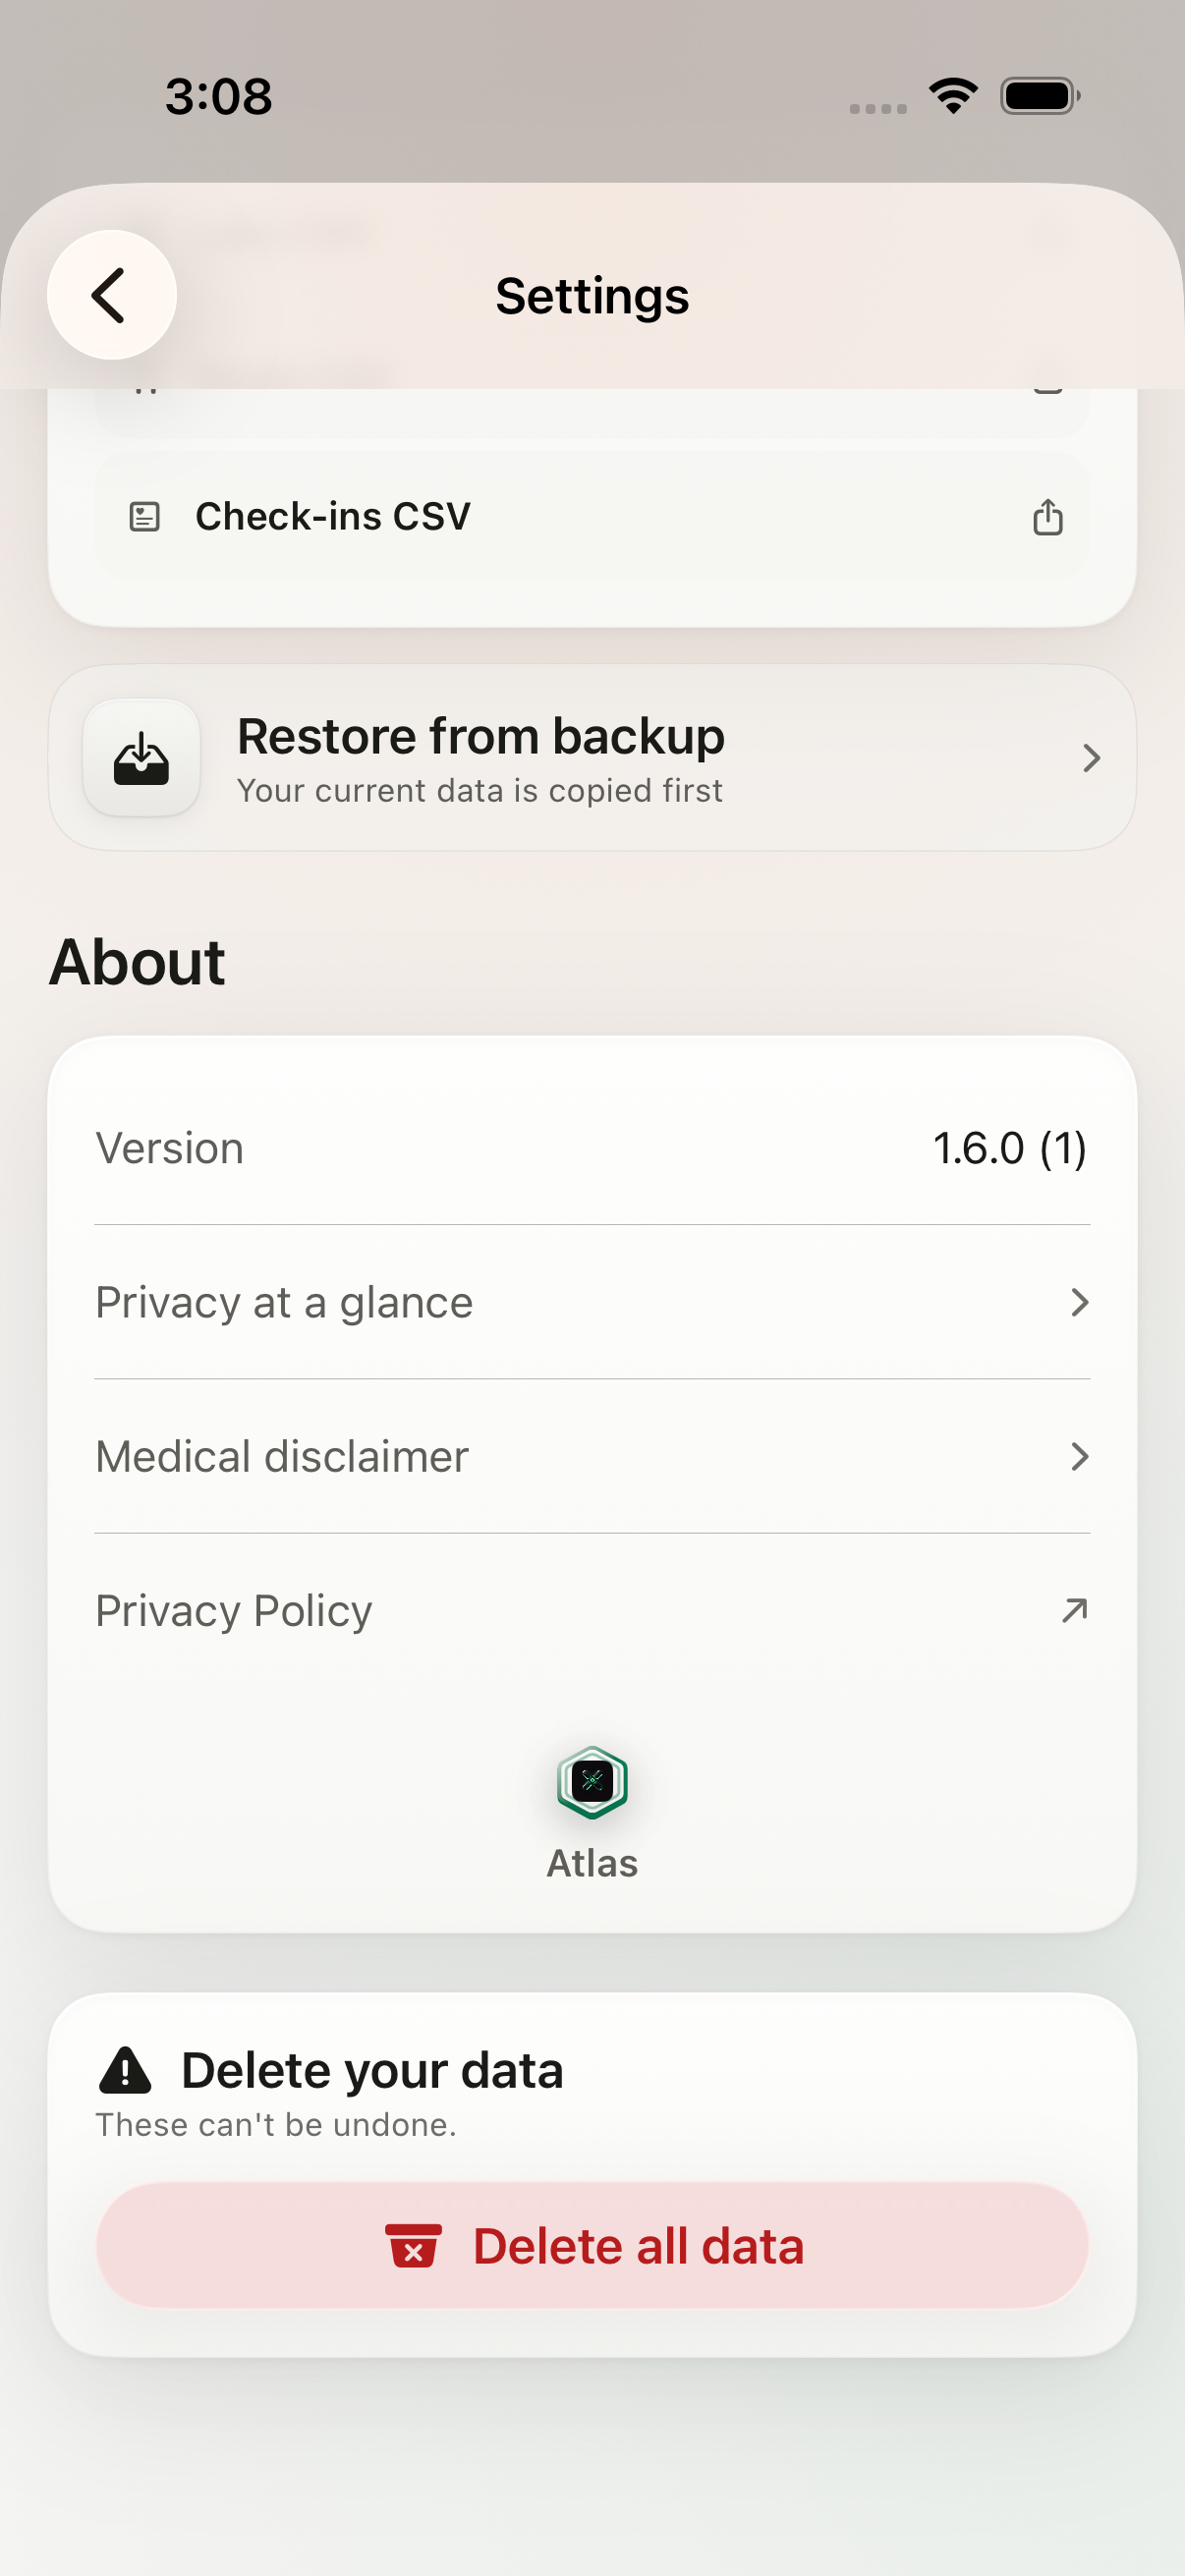 3:08
Settings
Check-ins CSV
Restore from backup
Your current data is copied first
About
Version
1.6.0 (1)
Privacy at a glance
Medical disclaimer
Privacy Policy
Atlas
Delete your data
These can't be undone.
Delete all data